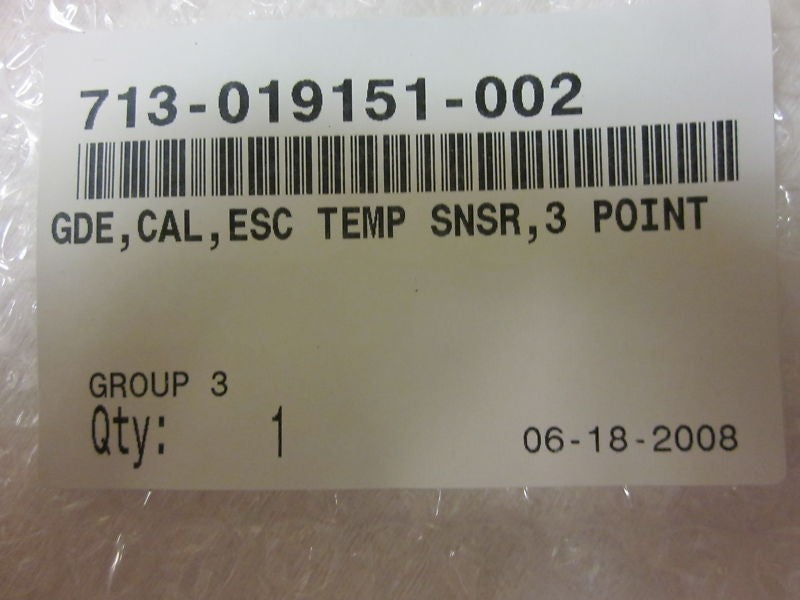 713-019151-002
GDE,CAL,ESC TEMP SNSR,3 POINT
GROUP 3
Qty: 1
06-18-2008